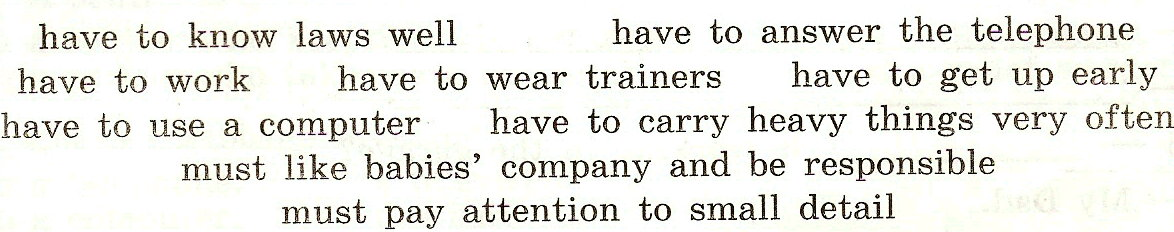 have to know laws well have to answer the telephone
have to work have to wear trainers have to get up early
have to use a computer have to carry heavy things very often
must like babies’ company and be responsible
must pay attention to small detail